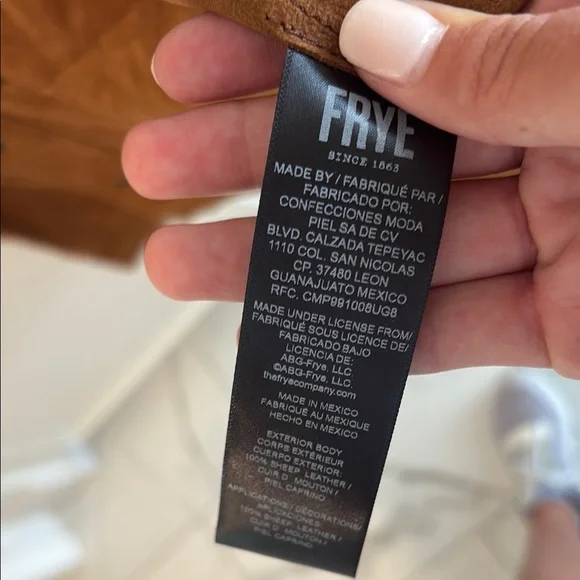 FRYE
SINCE 1863
MADE BY / FABRIQUÉ PAR /
FABRICADO POR:
CONFECCIONES MODA
PIEL SA DE CV
BLVD. CALZADA TEPEYAC
1110 COL. SAN NICOLAS
CP. 37480 LEON
GUANAJUATO MEXICO
RFC. CMP991008UG8
MADE UNDER LICENSE FROM/
FABRIQUÉ SOUS LICENCE DE/
FABRICADO BAJO
LICENCIA DE:
ABG-Frye, LLC.
©ABG-Frye, LLC.
thefryecompany.com
MADE IN MEXICO
FABRIQUÉ AU MEXIQUE
HECHO EN MEXICO
EXTERIOR BODY
CORPS EXTÉRIEUR
CUERPO EXTERIOR:
100% SHEEP LEATHER /
CUIR D´ MOUTON /
PIEL CAPRINO
APPLICATIONS / DECORATIONS/
APLICACIONES:
100% SHEEP LEATHER /
CUIR D´ MOUTON /
PIEL CAPRINO